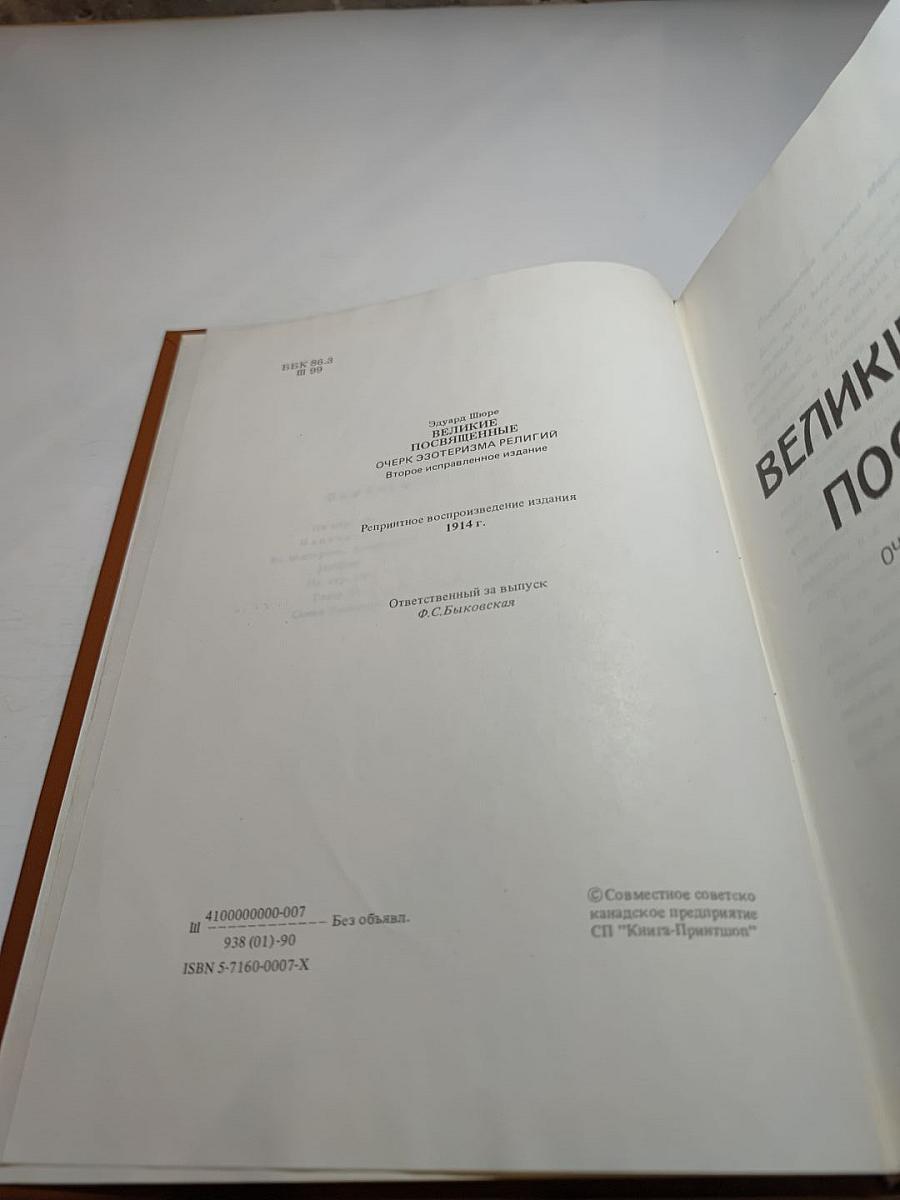 ББК 86.3
Ш 99
Эдуард Шюре
ВЕЛИКИЕ
ПОСВЯЩЕННЫЕ
ОЧЕРК ЭЗОТЕРИЗМА РЕЛИГИЙ
Второе исправленное издание
Репринтное воспроизведение издания
1914 г.
Ответственный за выпуск
Ф.С.Быковская
Ш 4100000000-007 Без объявл.
938 (01)-90
ISBN 5-7160-0007-X
©Совместное советско
канадское предприятие
СП "Книга-Принтшоп"
ВЕЛИКІ
ПОС
Оч